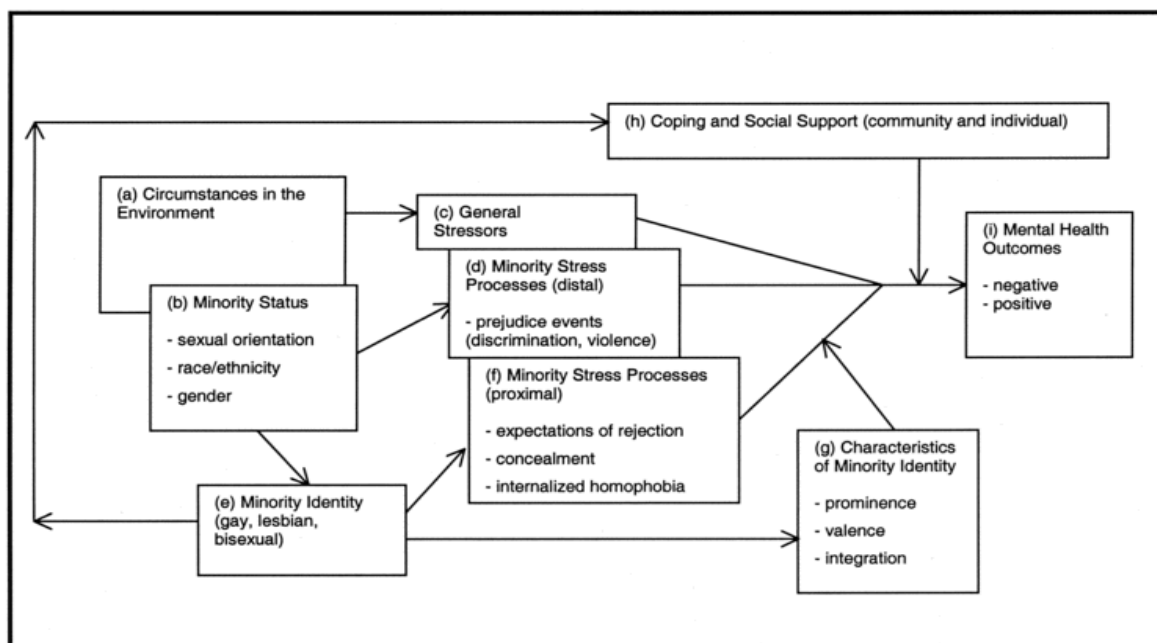 (h) Coping and Social Support (community and individual)
(a) Circumstances in the
Environment
(c) General
Stressors
(i) Mental Health
Outcomes
- negative
- positive
(d) Minority Stress
Processes (distal)
- prejudice events
(discrimination, violence)
(b) Minority Status
- sexual orientation
- race/ethnicity
- gender
(f) Minority Stress Processes
(proximal)
- expectations of rejection
- concealment
- internalized homophobia
(g) Characteristics
of Minority Identity
- prominence
- valence
- integration
(e) Minority Identity
(gay, lesbian,
bisexual)